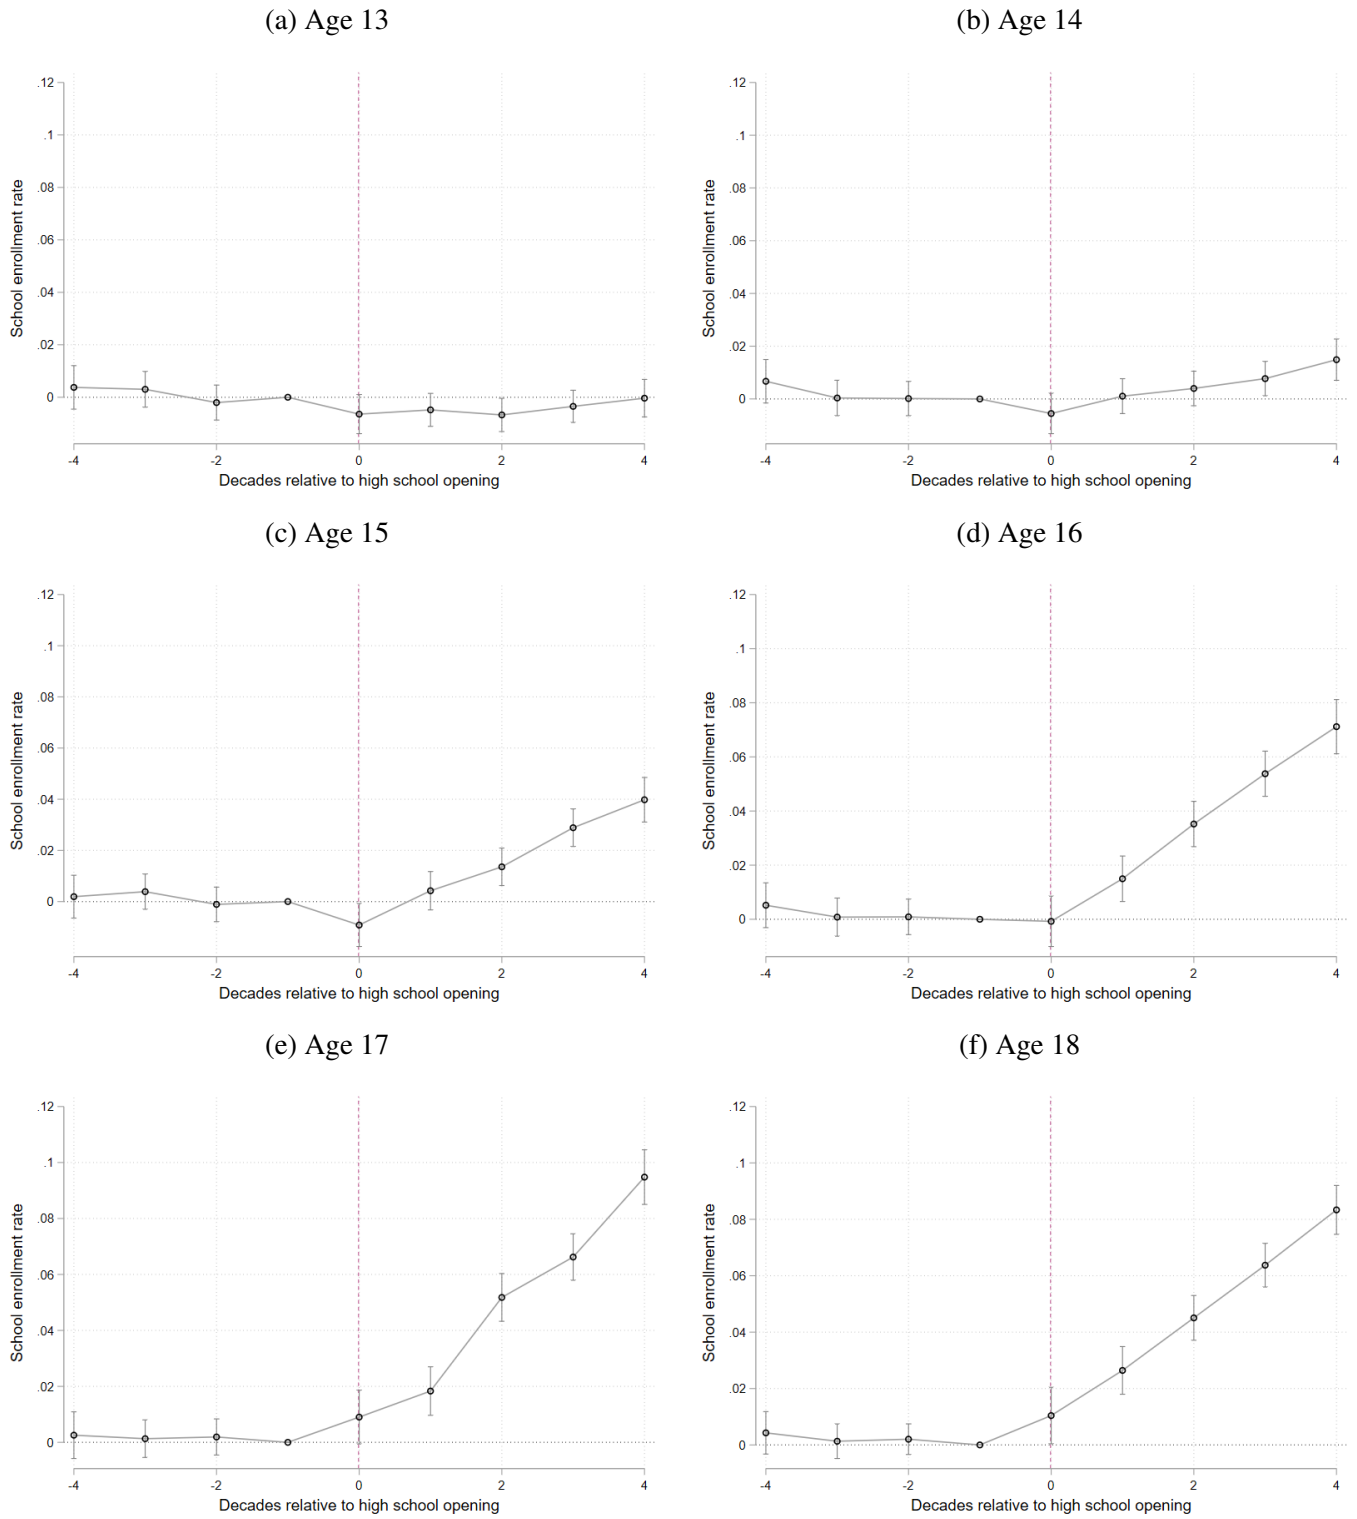 (a) Age 13
.12
.1
.08
.06
.04
.02
0
School enrollment rate
-4 -2 0 2 4
Decades relative to high school opening
(b) Age 14
.12
.1
.08
.06
.04
.02
0
School enrollment rate
-4 -2 0 2 4
Decades relative to high school opening
(c) Age 15
.12
.1
.08
.06
.04
.02
0
School enrollment rate
-4 -2 0 2 4
Decades relative to high school opening
(d) Age 16
.12
.1
.08
.06
.04
.02
0
School enrollment rate
-4 -2 0 2 4
Decades relative to high school opening
(e) Age 17
.12
.1
.08
.06
.04
.02
0
School enrollment rate
-4 -2 0 2 4
Decades relative to high school opening
(f) Age 18
.12
.1
.08
.06
.04
.02
0
School enrollment rate
-4 -2 0 2 4
Decades relative to high school opening